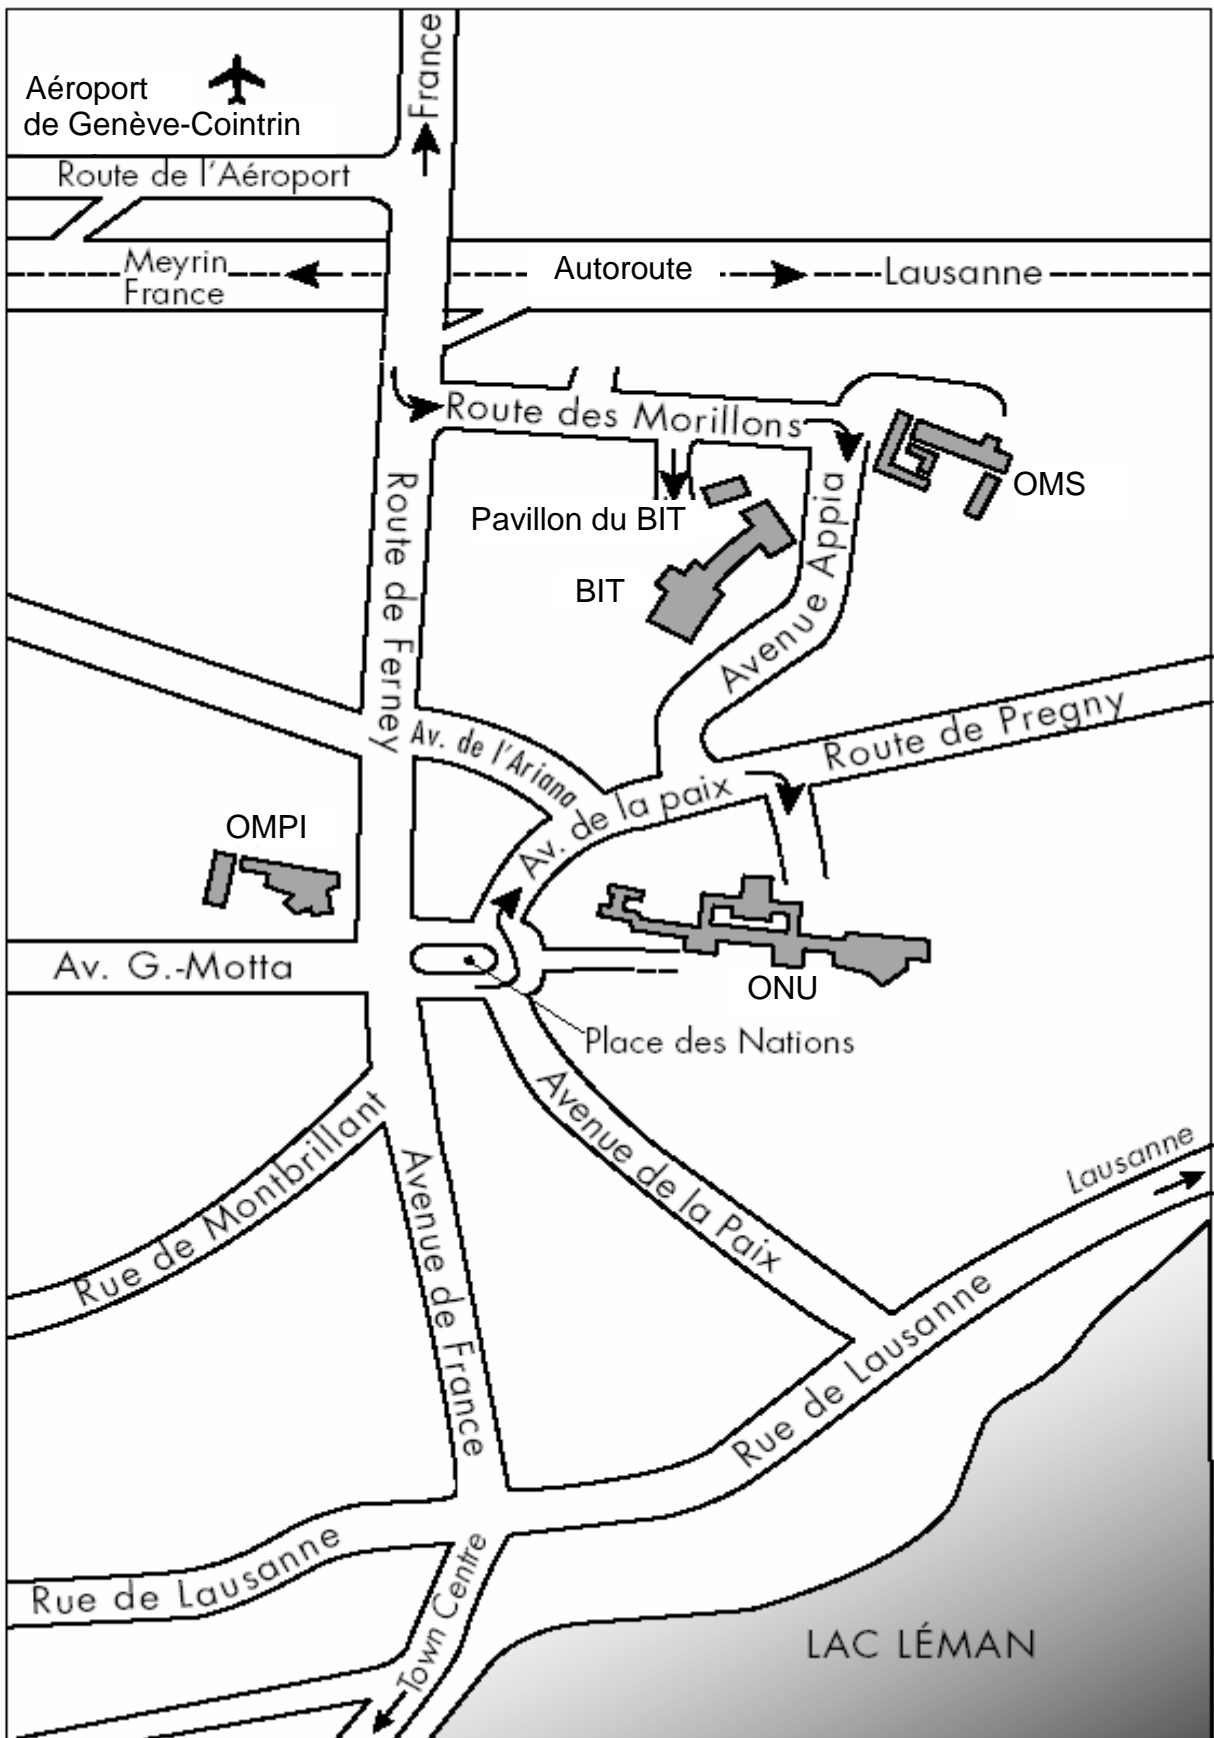 France
Aéroport
de Genève-Cointrin
Route de l'Aéroport
Meyrin
France
Autoroute
Lausanne
Route des Morillons
OMS
Pavillon du BIT
BIT
Avenue Appia
Route de Ferney
Route de Pregny
Av. de l'Ariana
Av. de la paix
OMPI
Av. G.-Motta
ONU
Place des Nations
Avenue de la Paix
Rue de Montbrillant
Avenue de France
Lausanne
Rue de Lausanne
Rue de Lausanne
Town Centre
LAC LÉMAN